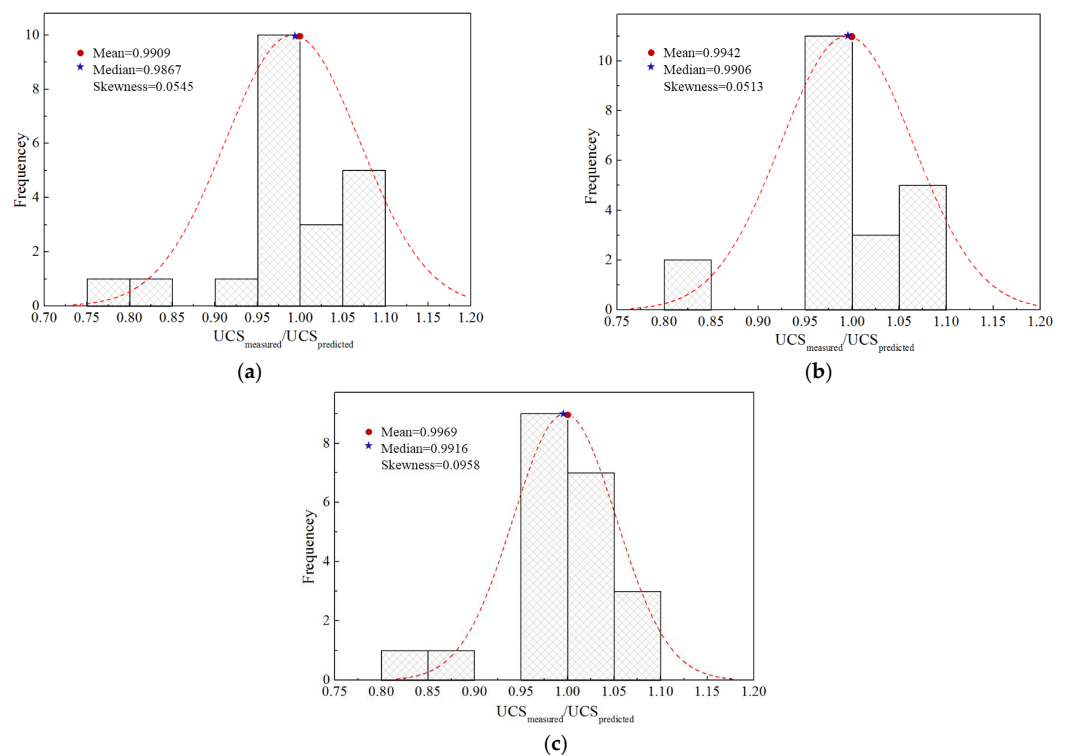 Mean=0.9909
Median=0.9867
Skewness=0.0545
Frequencey
10
8
6
4
2
0
0.70 0.75 0.80 0.85 0.90 0.95 1.00 1.05 1.10 1.15 1.20
UCSmeasured/UCSpredicted
(a)
Mean=0.9942
Median=0.9906
Skewness=0.0513
Frequencey
10
8
6
4
2
0
0.75 0.80 0.85 0.90 0.95 1.00 1.05 1.10 1.15 1.20
UCSmeasured/UCSpredicted
(b)
Mean=0.9969
Median=0.9916
Skewness=0.0958
Frequencey
8
6
4
2
0
0.75 0.80 0.85 0.90 0.95 1.00 1.05 1.10 1.15 1.20
UCSmeasured/UCSpredicted
(c)